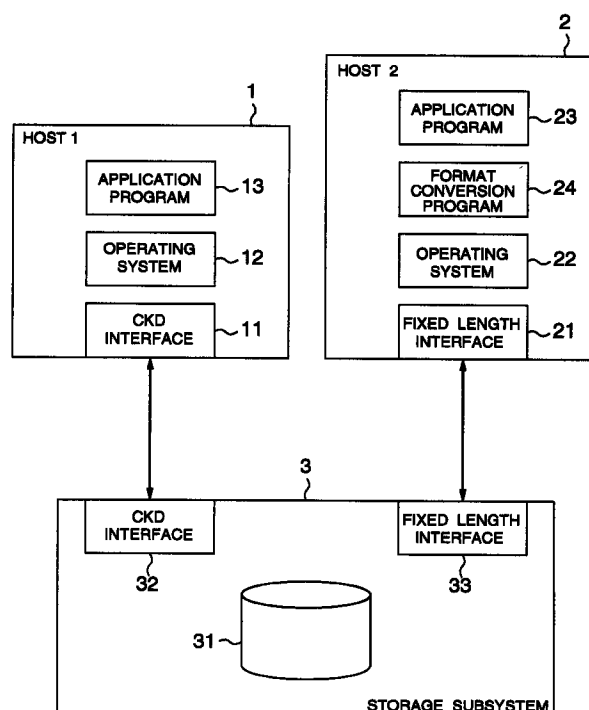 2
HOST 2
APPLICATION
PROGRAM
23
FORMAT
CONVERSION
PROGRAM
24
OPERATING
SYSTEM
22
FIXED LENGTH
INTERFACE
21
1
HOST 1
APPLICATION
PROGRAM
13
OPERATING
SYSTEM
12
CKD
INTERFACE
11
3
CKD
INTERFACE
32
FIXED LENGTH
INTERFACE
33
31
STORAGE SUBSYSTEM